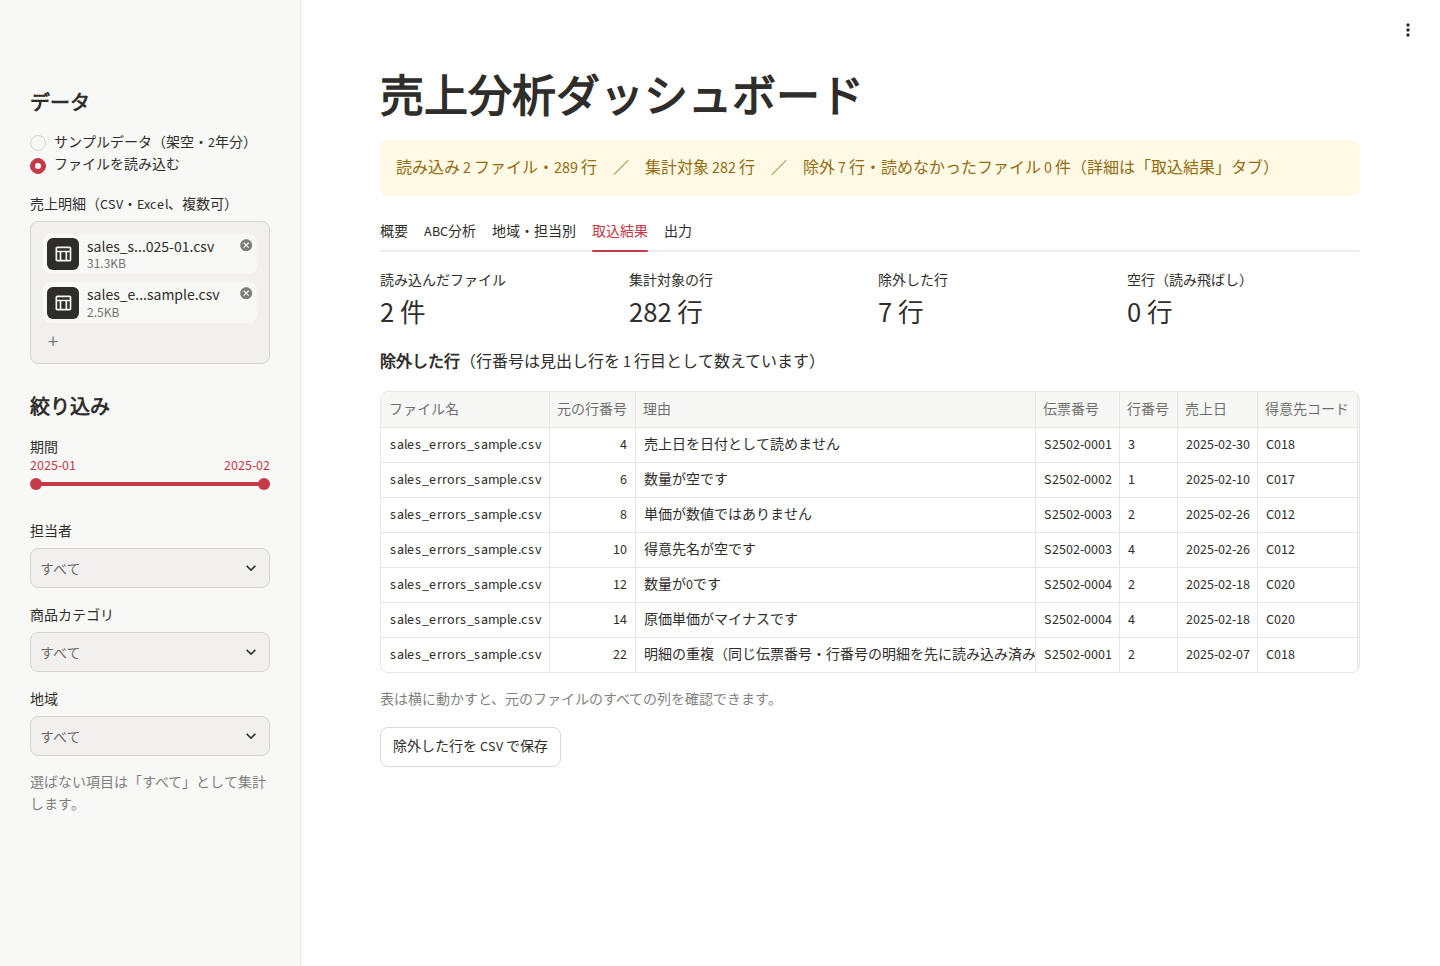 データ
サンプルデータ（架空・2年分）
ファイルを読み込む
売上明細（CSV・Excel、複数可）
sales_s...025-01.csv
31.3KB
sales_e...sample.csv
2.5KB
+
絞り込み
期間
2025-01 2025-02
担当者
すべて
商品カテゴリ
すべて
地域
すべて
選ばない項目は「すべて」として集計
します。
売上分析ダッシュボード
読み込み 2 ファイル・289 行 ／ 集計対象 282 行 ／ 除外 7 行・読めなかったファイル 0 件（詳細は「取込結果」タブ）
概要 ABC分析 地域・担当別 取込結果 出力
読み込んだファイル 集計対象の行 除外した行 空行（読み飛ばし）
2 件 282 行 7 行 0 行
除外した行（行番号は見出し行を 1 行目として数えています）
ファイル名 元の行番号 理由 伝票番号 行番号 売上日 得意先コード
sales_errors_sample.csv 4 売上日を日付として読めません S2502-0001 3 2025-02-30 C018
sales_errors_sample.csv 6 数量が空です S2502-0002 1 2025-02-10 C017
sales_errors_sample.csv 8 単価が数値ではありません S2502-0003 2 2025-02-26 C012
sales_errors_sample.csv 10 得意先名が空です S2502-0003 4 2025-02-26 C012
sales_errors_sample.csv 12 数量が0です S2502-0004 2 2025-02-18 C020
sales_errors_sample.csv 14 原価単価がマイナスです S2502-0004 4 2025-02-18 C020
sales_errors_sample.csv 22 明細の重複（同じ伝票番号・行番号の明細を先に読み込み済み S2502-0001 2 2025-02-07 C018
表は横に動かすと、元のファイルのすべての列を確認できます。
除外した行を CSV で保存